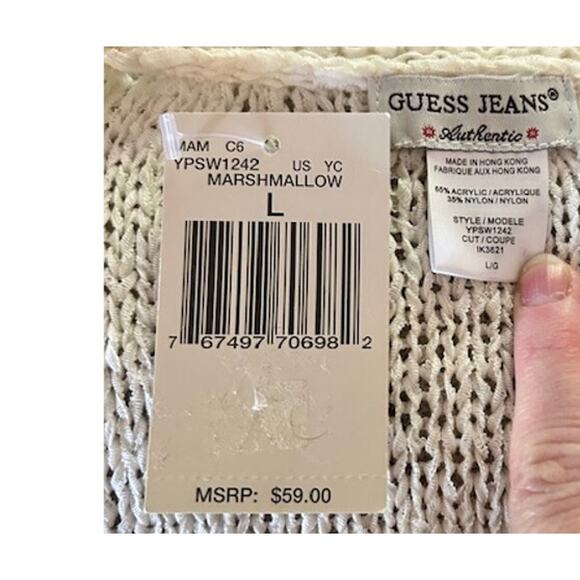 MAM C6
YPSW1242 US YC
MARSHMALLOW
L
7 67497 70698 2
MSRP: $59.00
GUESS JEANS®
Authentic
MADE IN HONG KONG
FABRIQUE AUX HONG KONG
65% ACRYLIC / ACRYLIQUE
35% NYLON / NYLON
STYLE / MODELE
YPSW1242
CUT / COUPE
IK3621
L/G